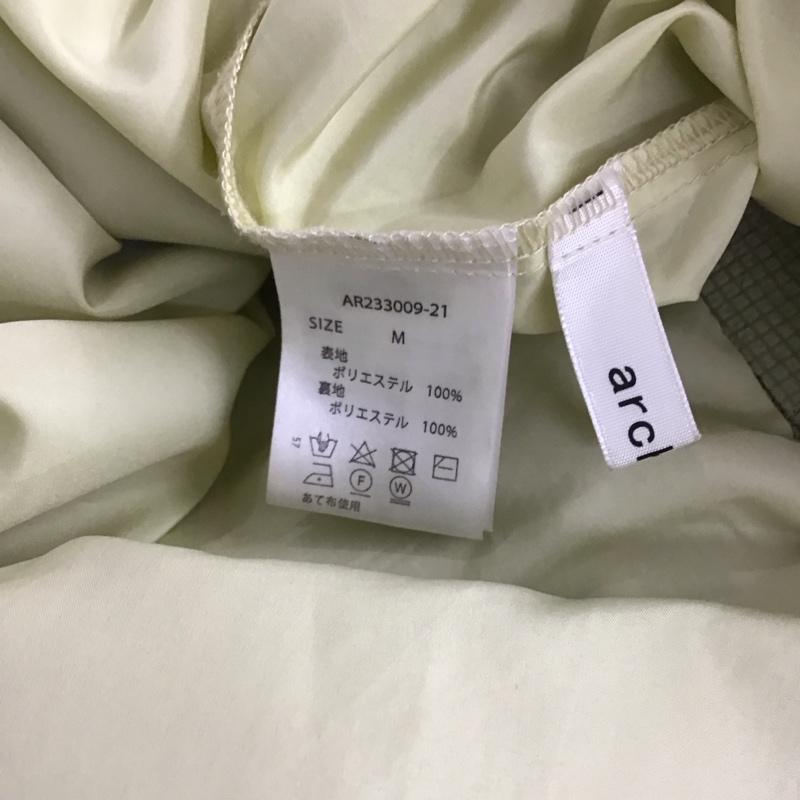 AR233009-21
SIZE M
表地
ポリエステル 100%
裏地
ポリエステル 100%
57
F W
あて布使用
arc